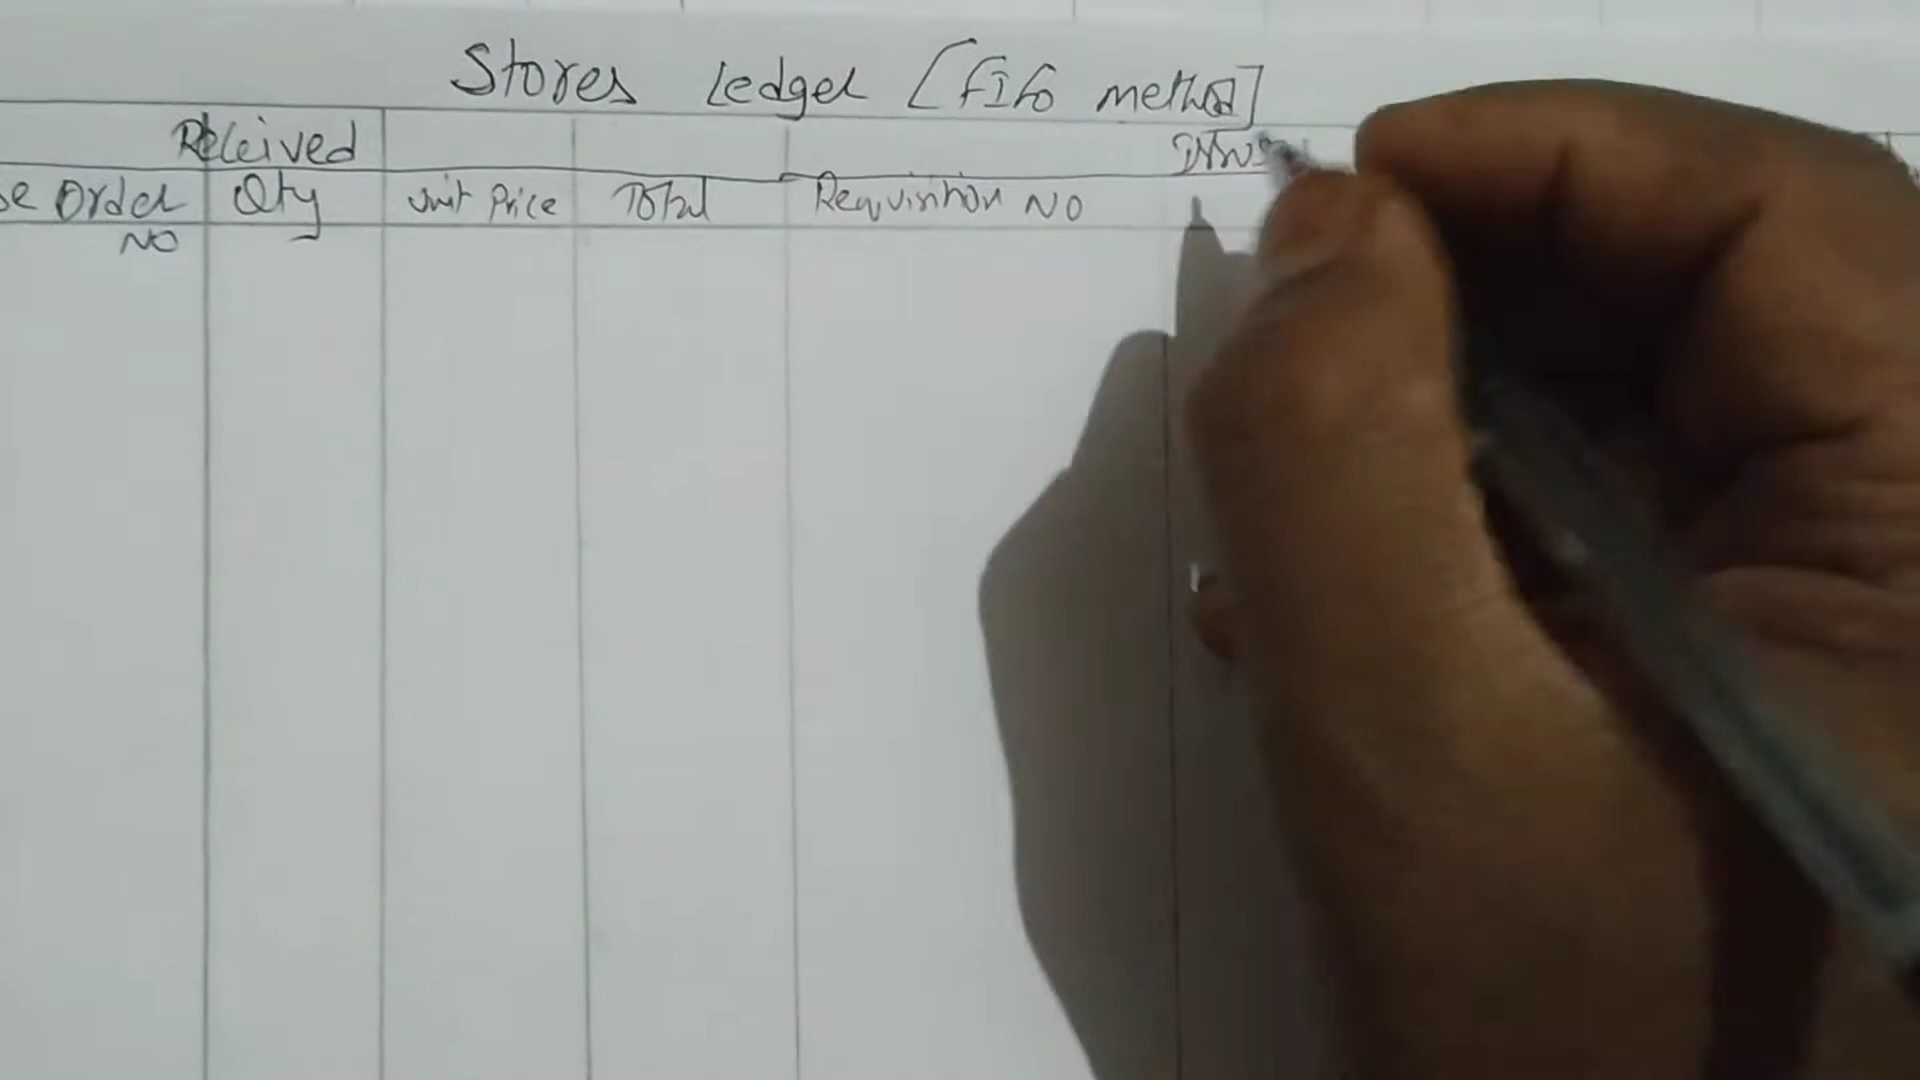 Stores Ledger [FIFO method]
Received
Order Qty Unit Price Total Requisition NO
NO